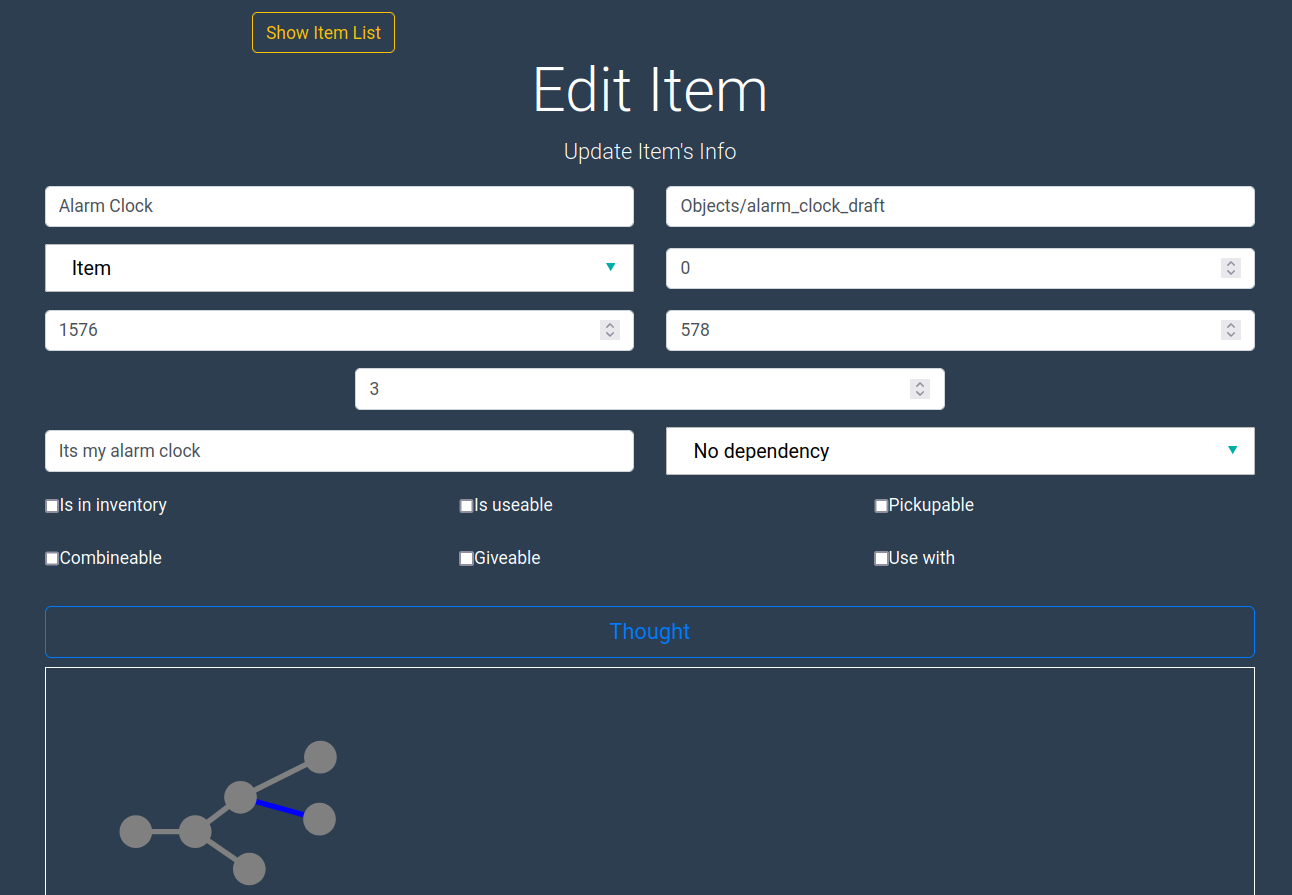 Show Item List
Edit Item
Update Item's Info
Alarm Clock
Objects/alarm_clock_draft
Item
0
1576
578
3
Its my alarm clock
No dependency
Is in inventory
Is useable
Pickupable
Combineable
Giveable
Use with
Thought